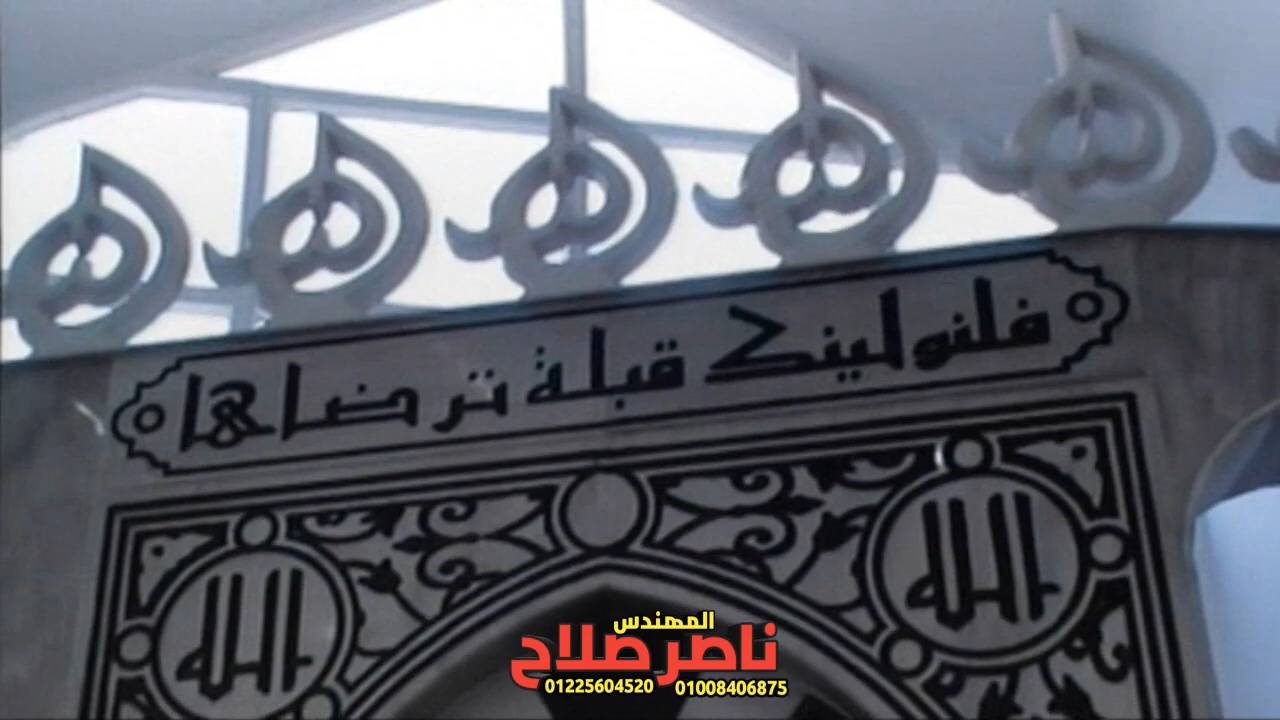 فلنولينك قبلة ترضاها
الله
الله
المهندس
ناصر صلاح
01225604520 01008406875